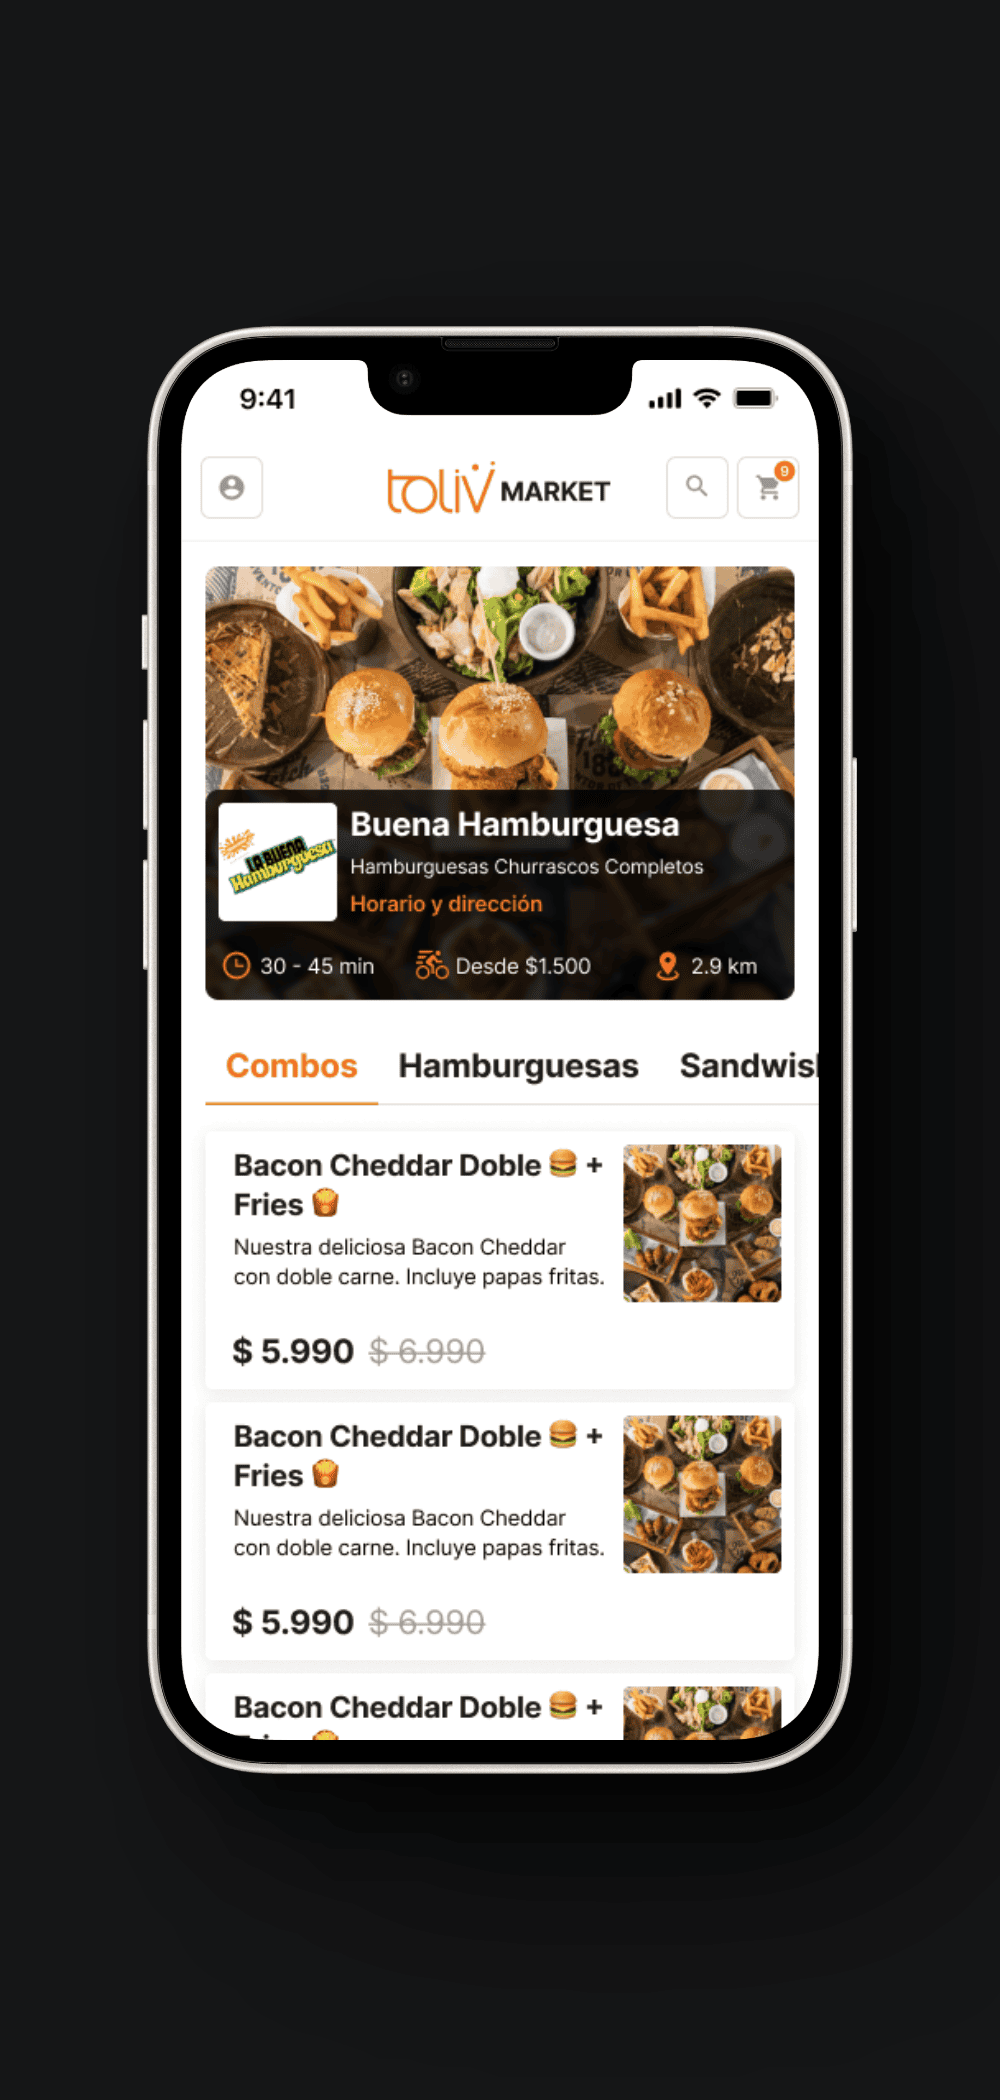 9:41
toliv MARKET
9
Buena Hamburguesa
LA BUENA
Hamburguesa
Hamburguesas Churrascos Completos
Horario y dirección
30 - 45 min
Desde $1.500
2.9 km
Combos
Hamburguesas
Sandwish
Bacon Cheddar Doble 🍔 +
Fries 🍟
Nuestra deliciosa Bacon Cheddar
con doble carne. Incluye papas fritas.
$ 5.990 $ 6.990
Bacon Cheddar Doble 🍔 +
Fries 🍟
Nuestra deliciosa Bacon Cheddar
con doble carne. Incluye papas fritas.
$ 5.990 $ 6.990
Bacon Cheddar Doble 🍔 +